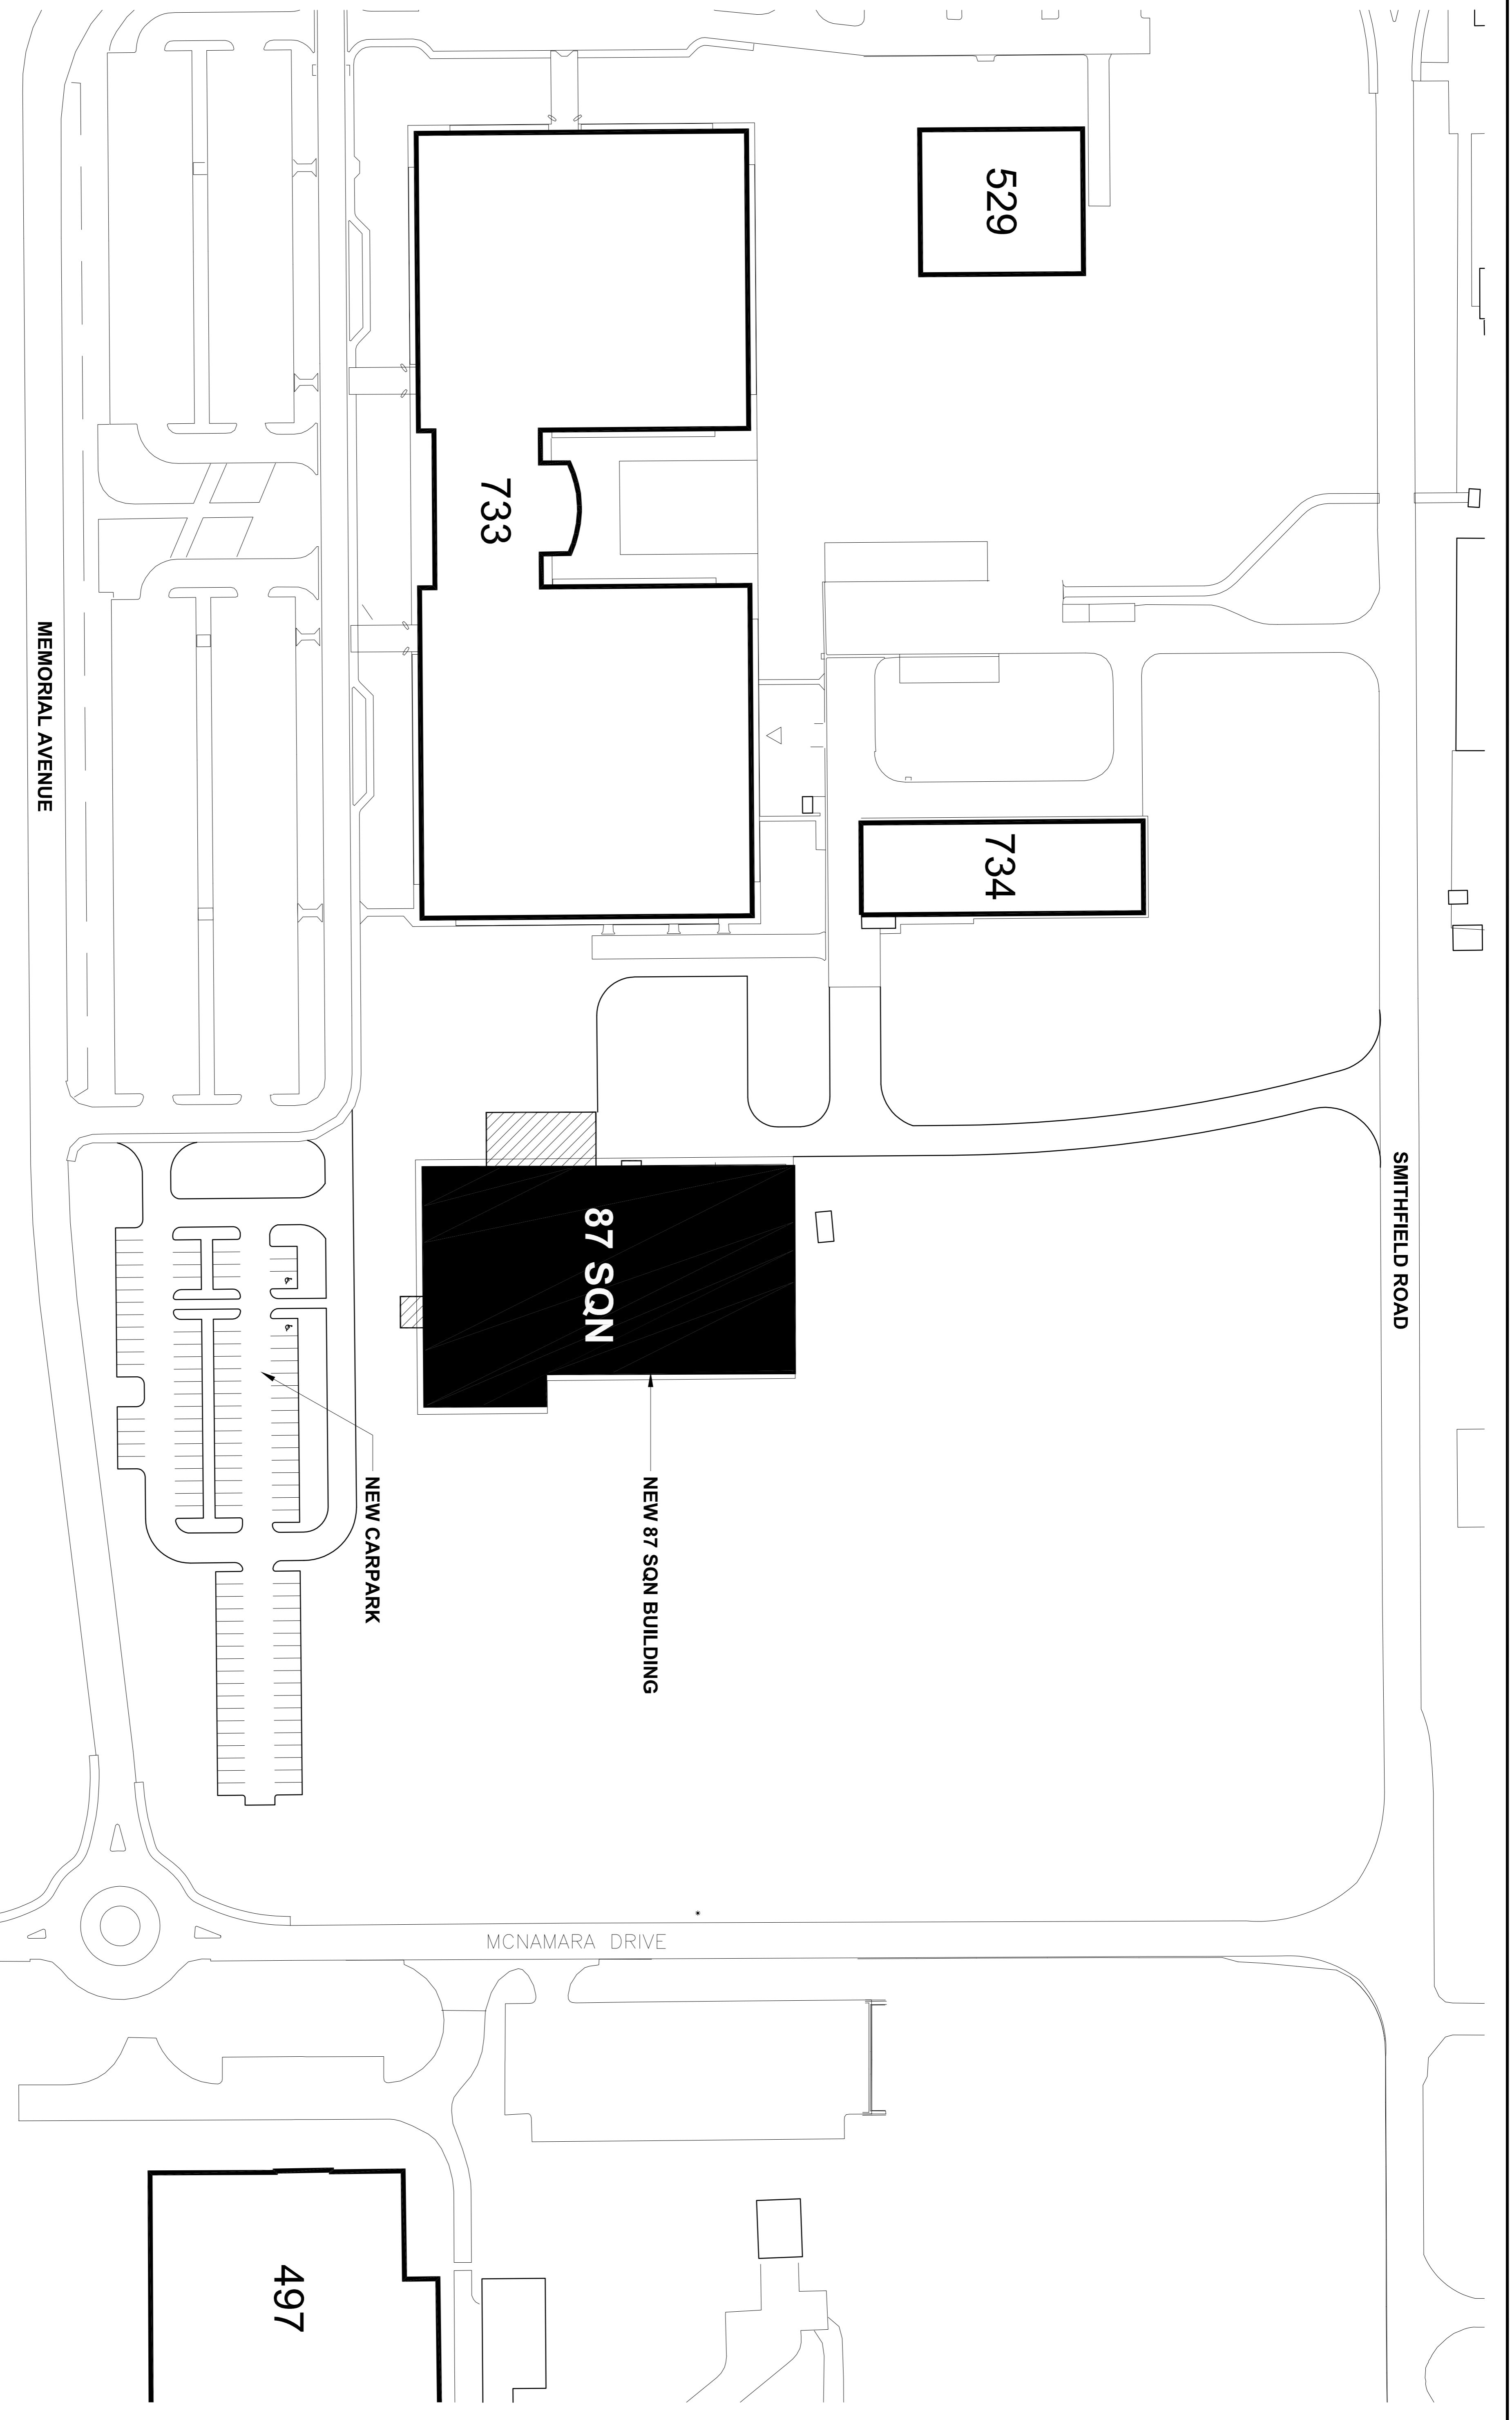 529
733
734
MEMORIAL AVENUE
SMITHFIELD ROAD
87 SQN
NEW CARPARK
NEW 87 SQN BUILDING
MCNAMARA DRIVE
497